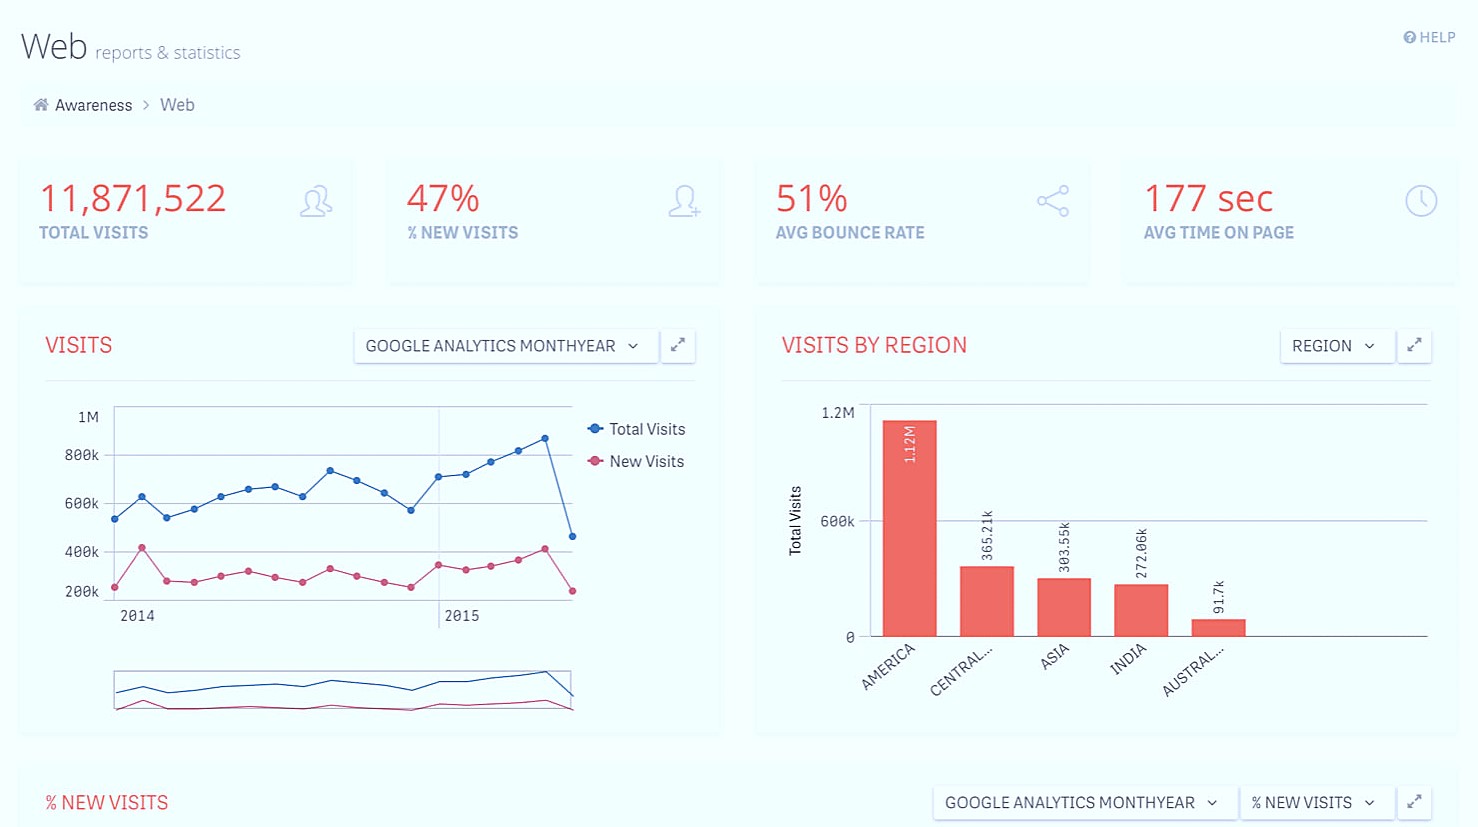 Web reports & statistics
HELP
Awareness > Web
11,871,522
TOTAL VISITS
47%
% NEW VISITS
51%
AVG BOUNCE RATE
177 sec
AVG TIME ON PAGE
VISITS
GOOGLE ANALYTICS MONTHYEAR
1M
800k
600k
400k
200k
2014
2015
Total Visits
New Visits
VISITS BY REGION
REGION
Total Visits
1.2M
600k
0
1.12M
365.21k
303.55k
272.06k
91.7k
AMERICA
CENTRAL...
ASIA
INDIA
AUSTRAL...
% NEW VISITS
GOOGLE ANALYTICS MONTHYEAR
% NEW VISITS